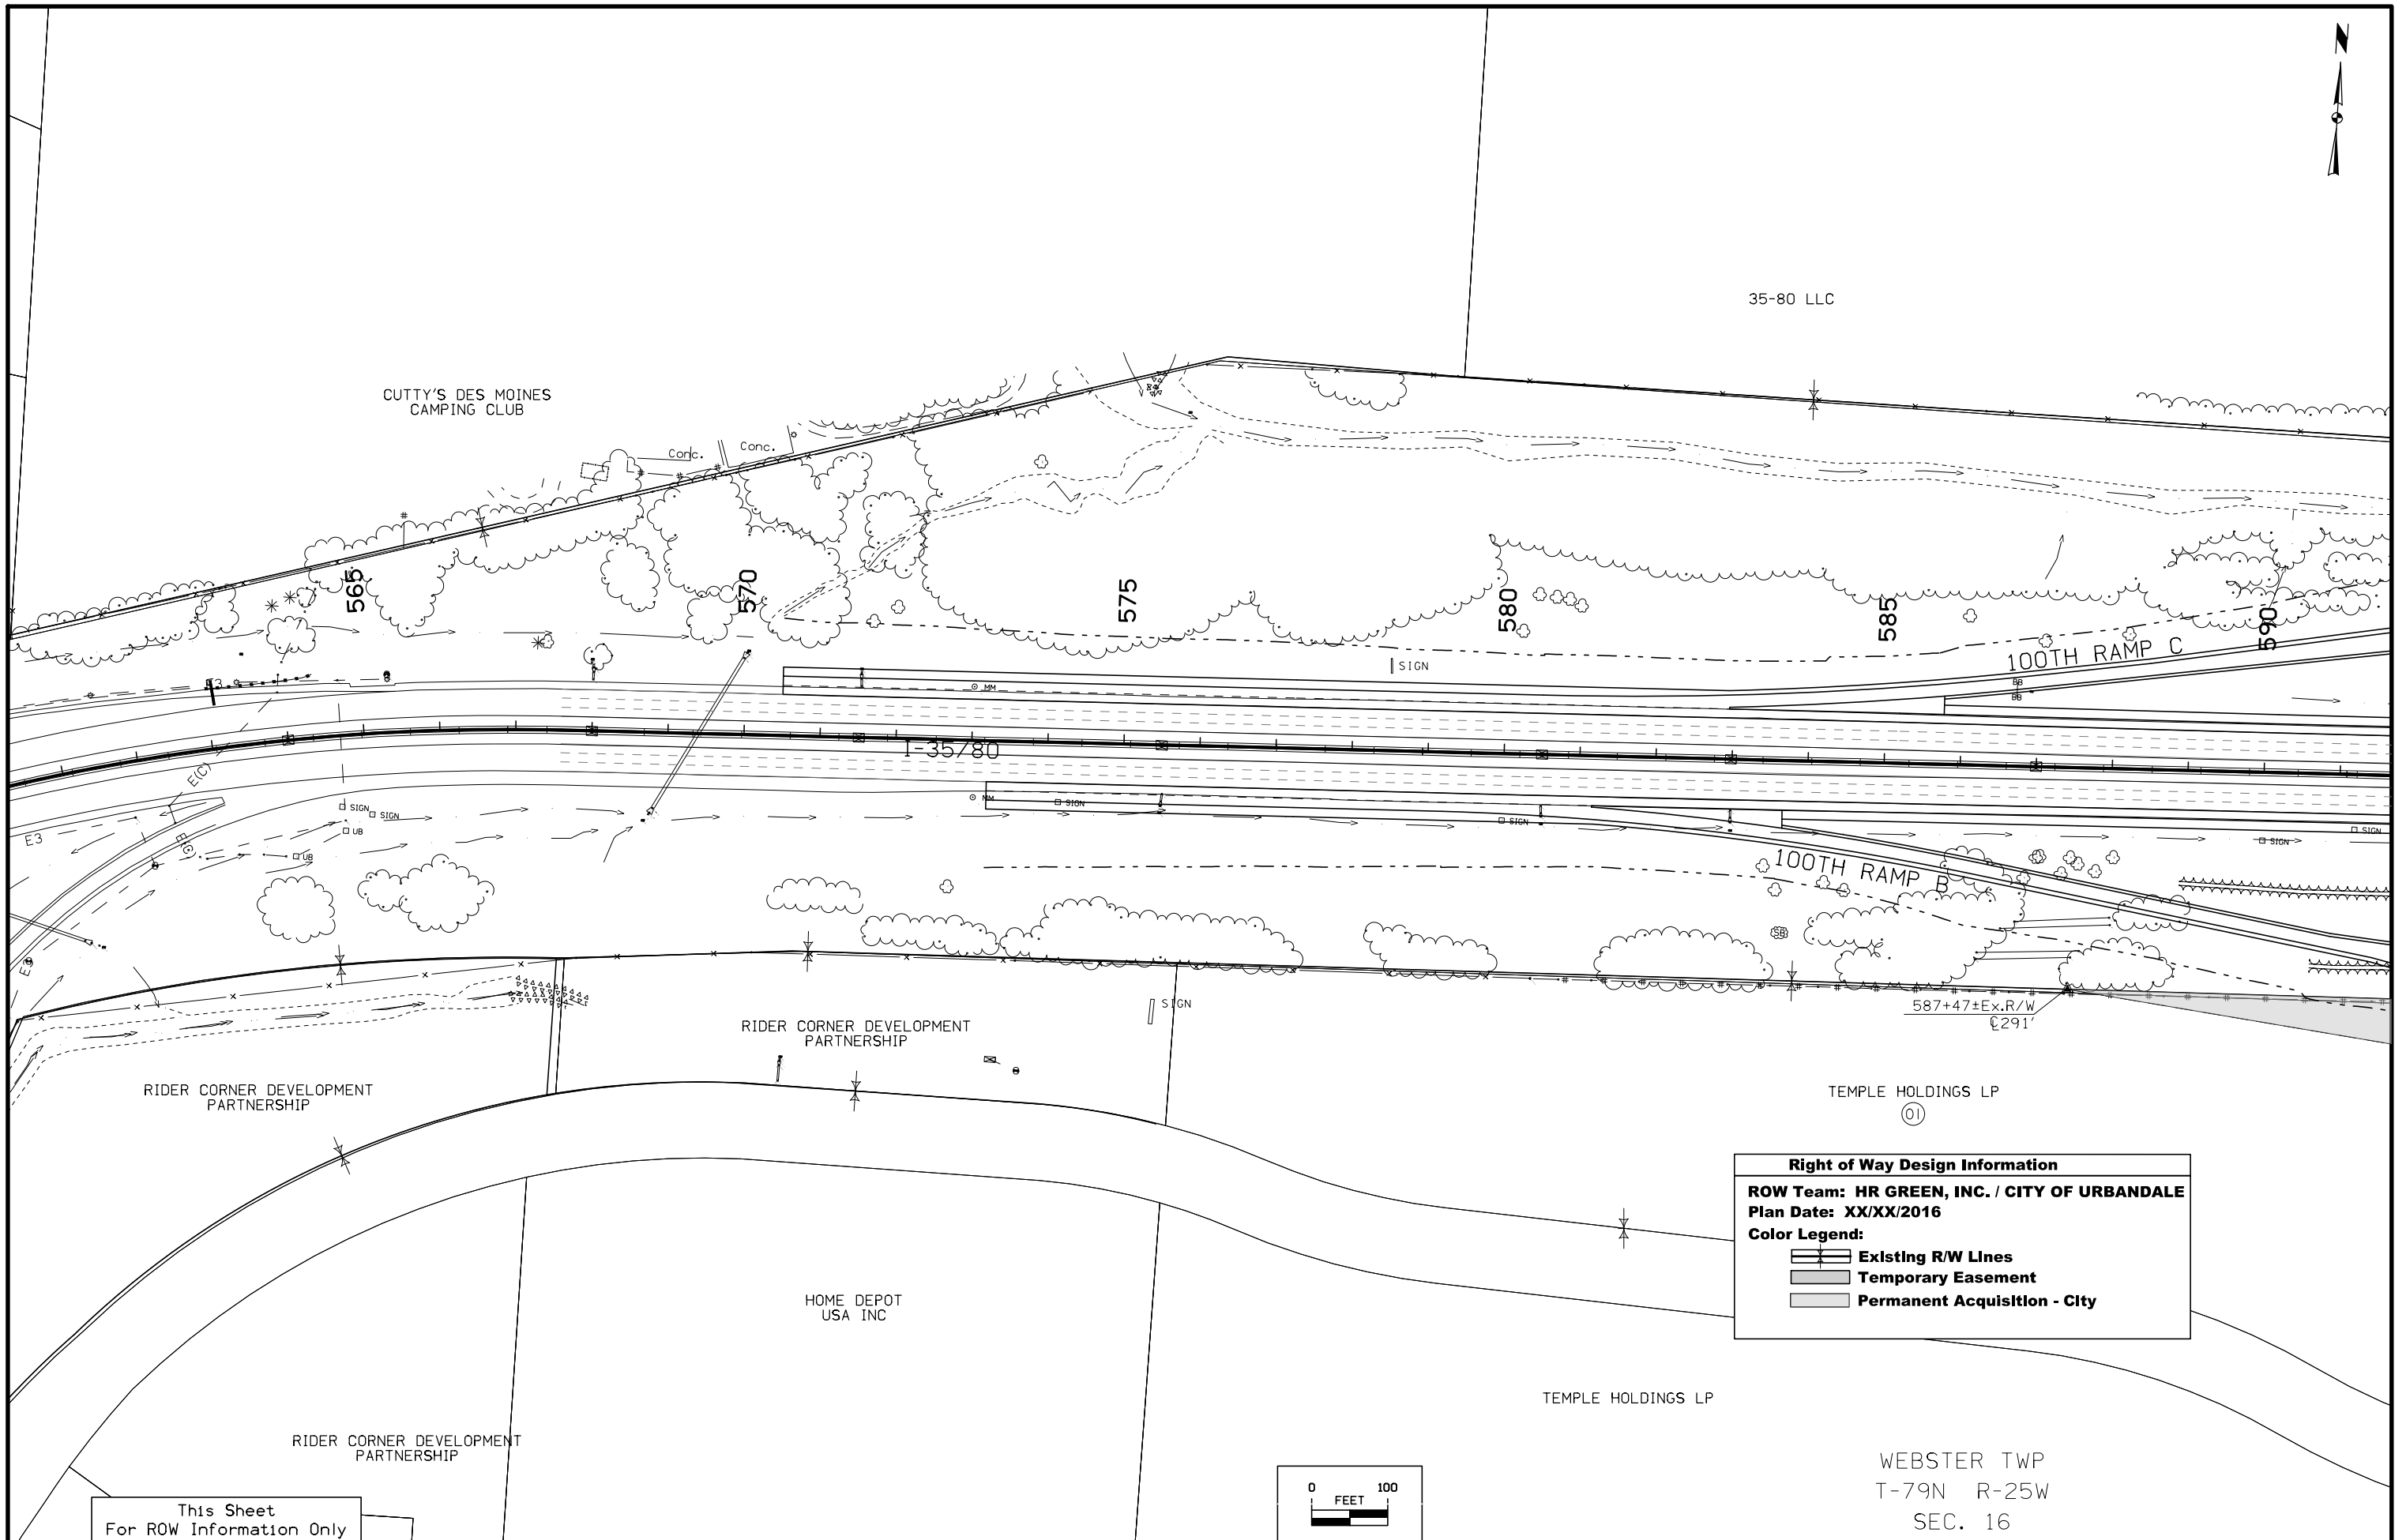 N
35-80 LLC
CUTTY'S DES MOINES
CAMPING CLUB
Conc.
Conc.
565
570
575
580
585
590
SIGN
100TH RAMP C
MM
BB
BB
I-35/80
E(C)
MM
SIGN
SIGN
SIGN
UB
UB
SIGN
SIGN
SIGN
E3
100TH RAMP B
SB
587+47±Ex.R/W
℄291'
SIGN
RIDER CORNER DEVELOPMENT
PARTNERSHIP
RIDER CORNER DEVELOPMENT
PARTNERSHIP
TEMPLE HOLDINGS LP
01
Right of Way Design Information
ROW Team: HR GREEN, INC. / CITY OF URBANDALE
Plan Date: XX/XX/2016
Color Legend:
Existing R/W Lines
Temporary Easement
Permanent Acquisition - City
HOME DEPOT
USA INC
TEMPLE HOLDINGS LP
RIDER CORNER DEVELOPMENT
PARTNERSHIP
WEBSTER TWP
T-79N R-25W
SEC. 16
0 100
FEET
This Sheet
For ROW Information Only